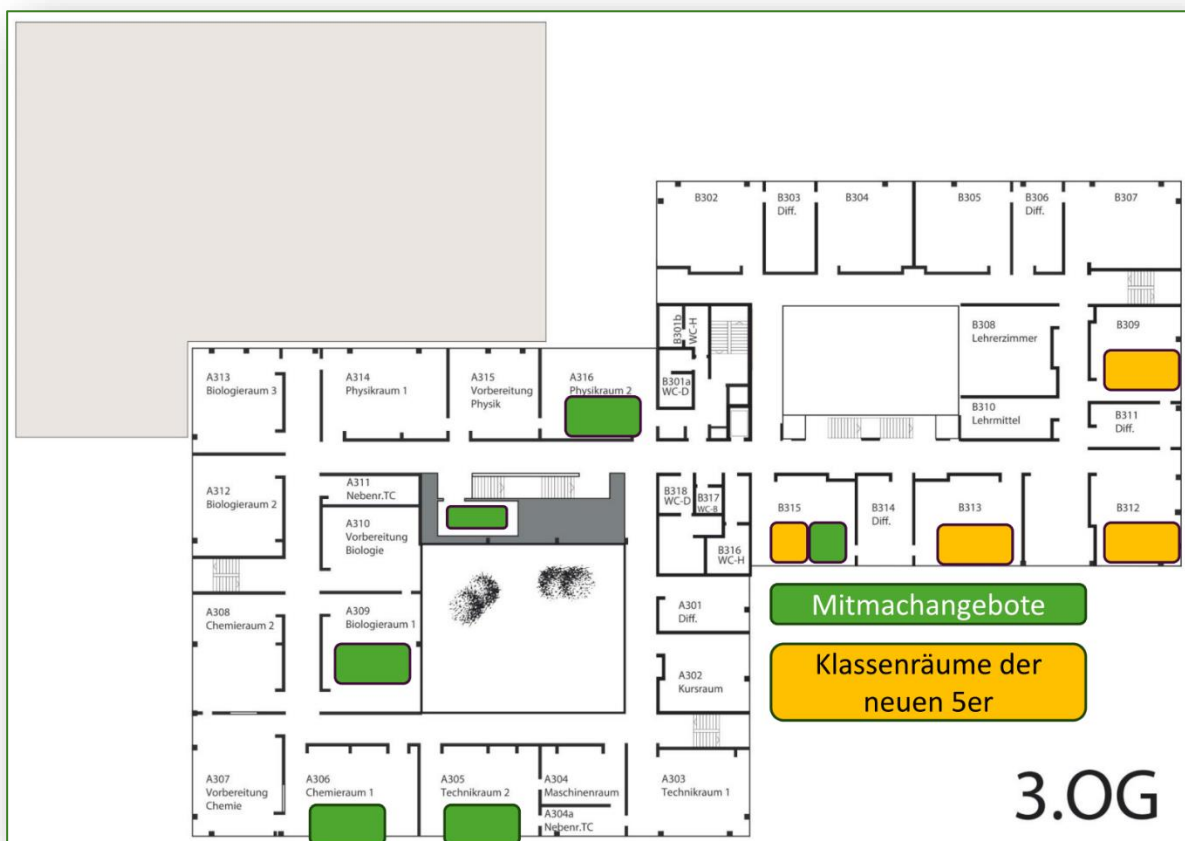 B302
B303
Diff.
B304
B305
B306
Diff.
B307
B301b
WC-H
B308
Lehrerzimmer
B309
A313
Biologieraum 3
A314
Physikraum 1
A315
Vorbereitung
Physik
A316
Physikraum 2
B301a
WC-D
B310
Lehrmittel
B311
Diff.
A312
Biologieraum 2
A311
Nebenr.TC
A310
Vorbereitung
Biologie
B318
WC-D
B317
WC-B
B316
WC-H
B315
B314
Diff.
B313
B312
A308
Chemieraum 2
A309
Biologieraum 1
A301
Diff.
A302
Kursraum
Mitmachangebote
Klassenräume der
neuen 5er
A307
Vorbereitung
Chemie
A306
Chemieraum 1
A305
Technikraum 2
A304
Maschinenraum
A304a
Nebenr.TC
A303
Technikraum 1
3.OG